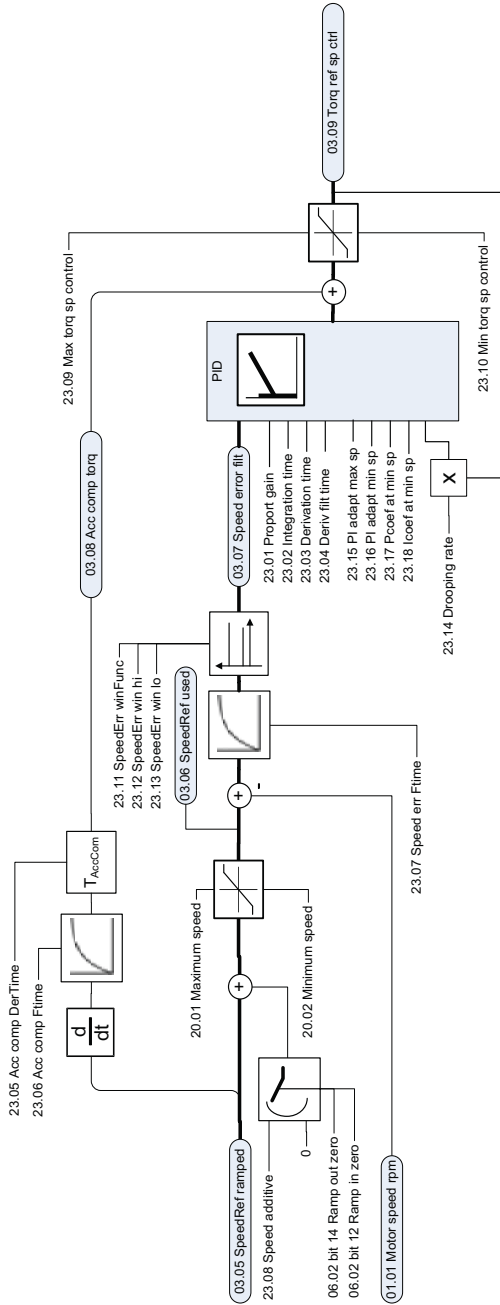 23.05 Acc comp DerTime
23.06 Acc comp Ftime
d
dt
TAccCom
03.08 Acc comp torq
23.09 Max torq sp control
03.05 SpeedRef ramped
23.08 Speed additive
0
06.02 bit 14 Ramp out zero
06.02 bit 12 Ramp in zero
+
20.01 Maximum speed
20.02 Minimum speed
23.11 SpeedErr winFunc
23.12 SpeedErr win hi
23.13 SpeedErr win lo
03.06 SpeedRef used
+
-
01.01 Motor speed rpm
23.07 Speed err Ftime
03.07 Speed error filt
PID
23.01 Proport gain
23.02 Integration time
23.03 Derivation time
23.04 Deriv filt time
23.15 PI adapt max sp
23.16 PI adapt min sp
23.17 Pcoef at min sp
23.18 Icoef at min sp
23.14 Drooping rate
X
+
23.10 Min torq sp control
03.09 Torq ref sp ctrl